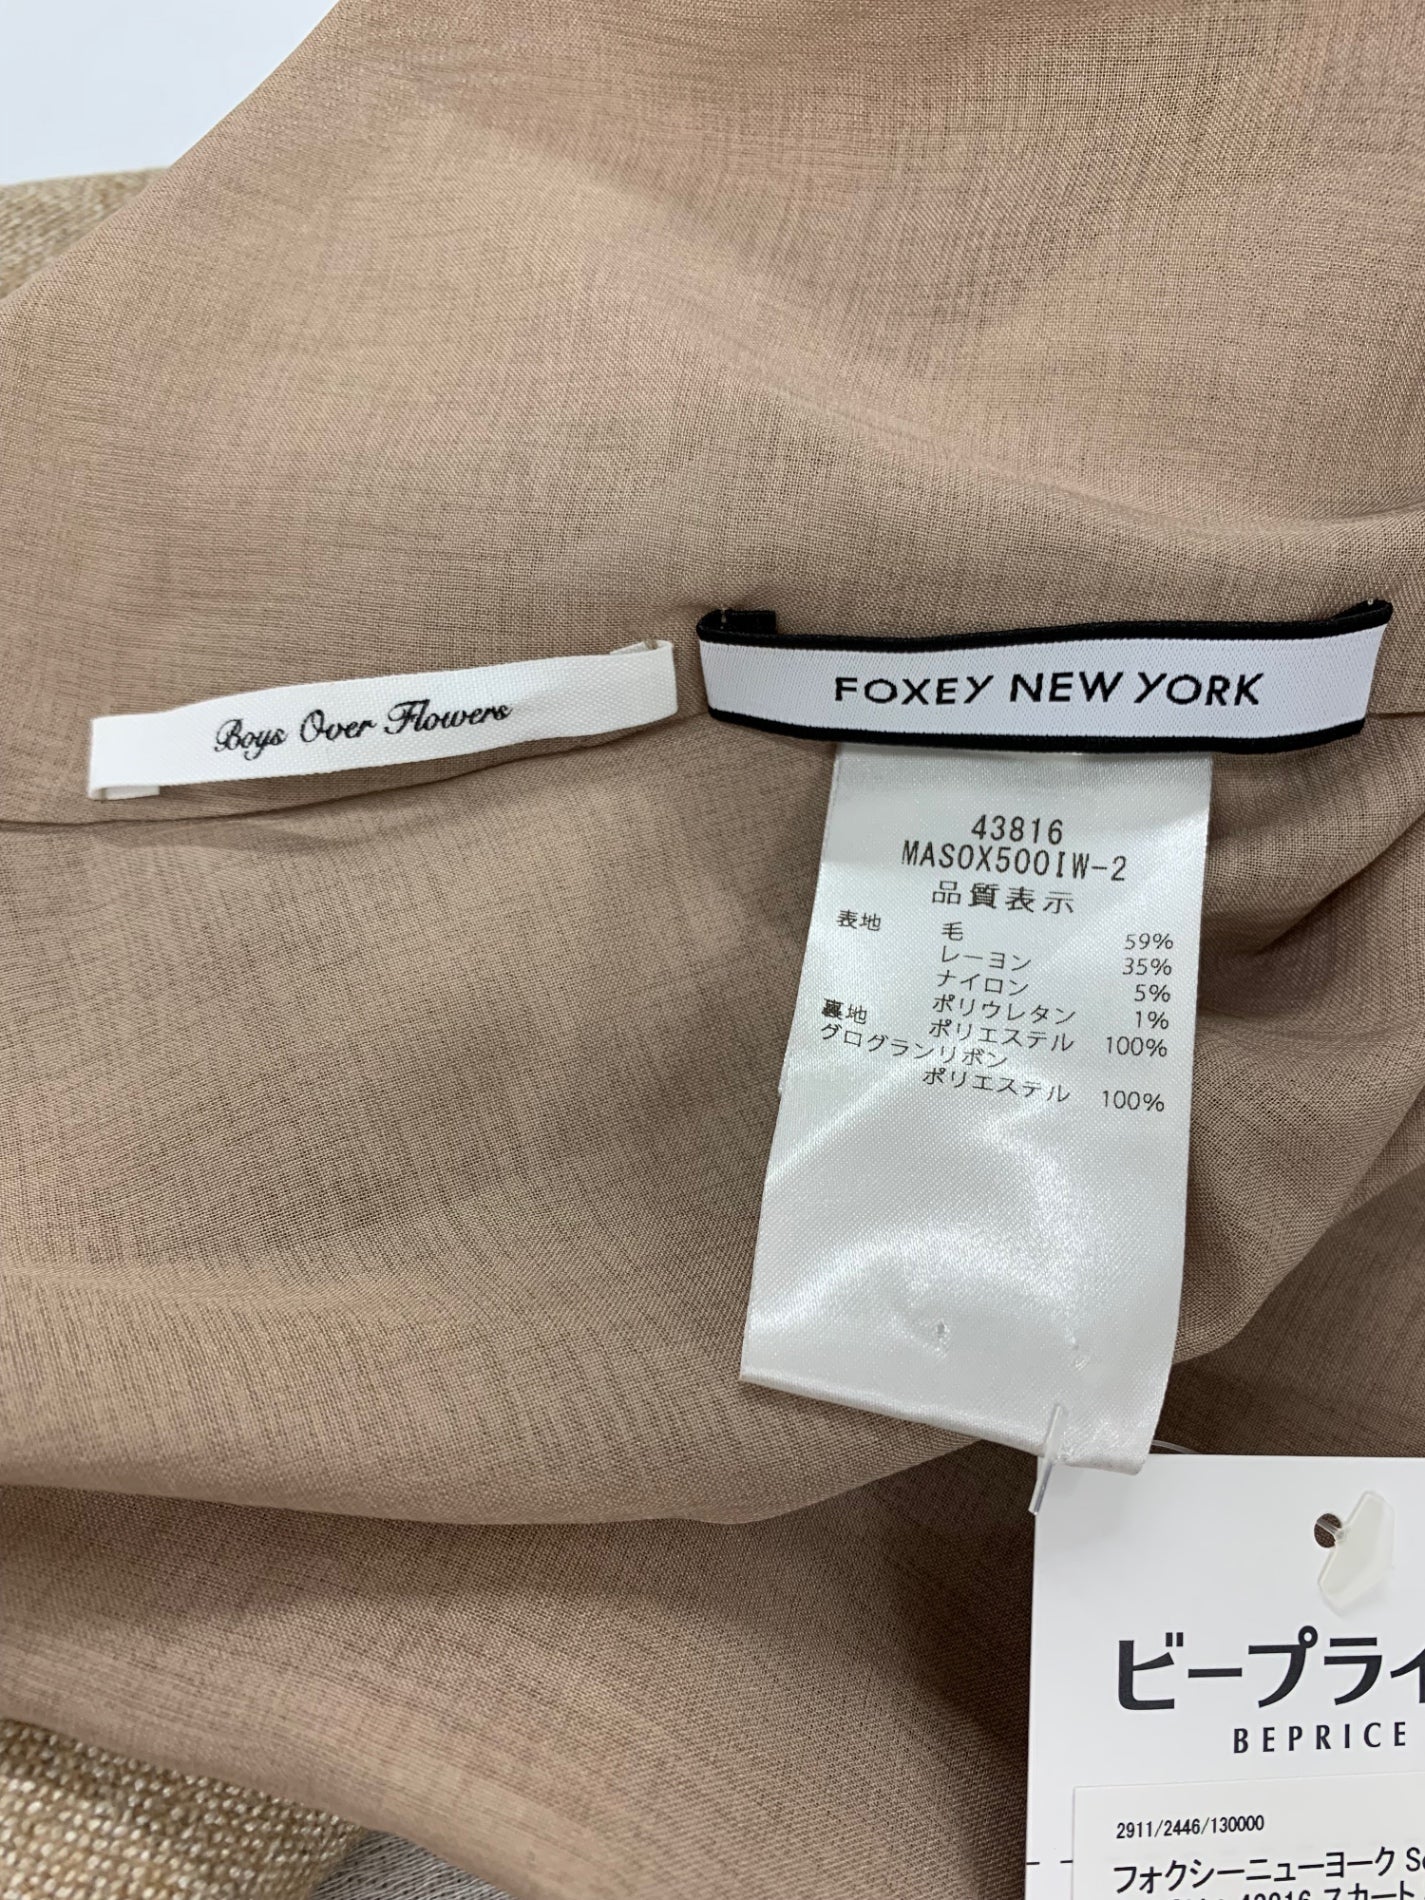 Boys Over Flowers
FOXEY NEW YORK
43816
MASOX500IW-2
品質表示
表地 毛 59%
レーヨン 35%
ナイロン 5%
ポリウレタン 1%
裏地 ポリエステル 100%
グログランリボン
ポリエステル 100%
ビープライ
BEPRICE
2911/2446/130000
フォクシーニューヨーク
スカート